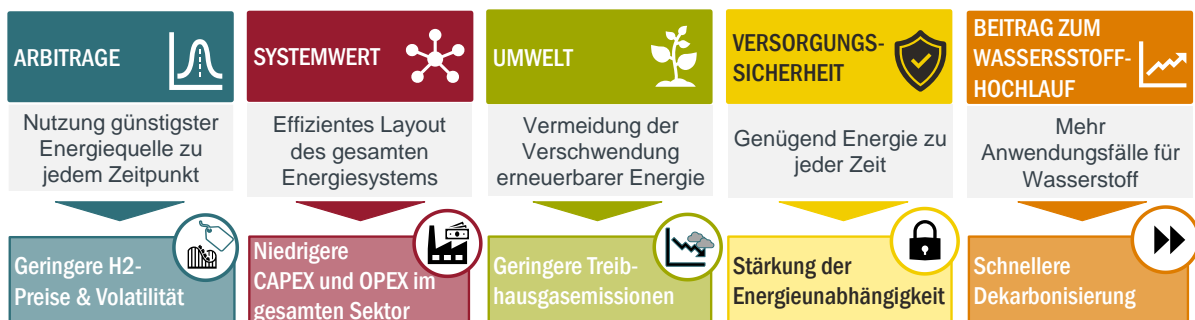 ARBITRAGE
Nutzung günstigster
Energiequelle zu
jedem Zeitpunkt
Geringere H2-
Preise & Volatilität
SYSTEMWERT
Effizientes Layout
des gesamten
Energiesystems
Niedrigere
CAPEX und OPEX im
gesamten Sektor
UMWELT
Vermeidung der
Verschwendung
erneuerbarer Energie
Geringere Treib-
hausgasemissionen
VERSORGUNGS-
SICHERHEIT
Genügend Energie zu
jeder Zeit
Stärkung der
Energieunabhängigkeit
BEITRAG ZUM
WASSERSSTOFF-
HOCHLAUF
Mehr
Anwendungsfälle für
Wasserstoff
Schnellere
Dekarbonisierung